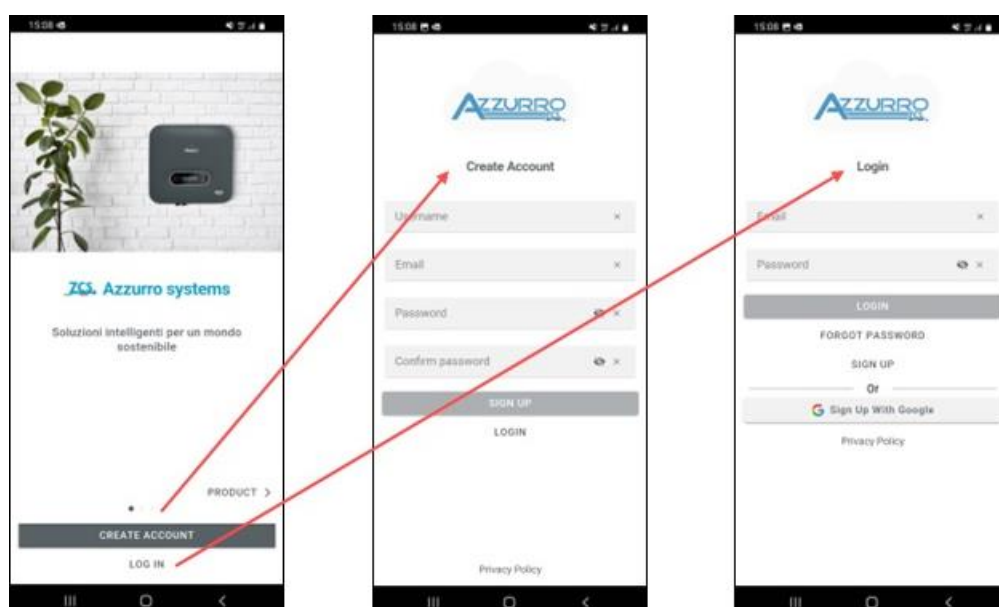 15:08
ZCS Azzurro systems
Soluzioni intelligenti per un mondo
sostenibile
PRODUCT >
CREATE ACCOUNT
LOG IN
15:08
AZZURRO
ZCS
Create Account
Username
Email
Password
Confirm password
SIGN UP
LOGIN
Privacy Policy
15:08
AZZURRO
ZCS
Login
Email
Password
LOGIN
FORGOT PASSWORD
SIGN UP
Or
Sign Up With Google
Privacy Policy